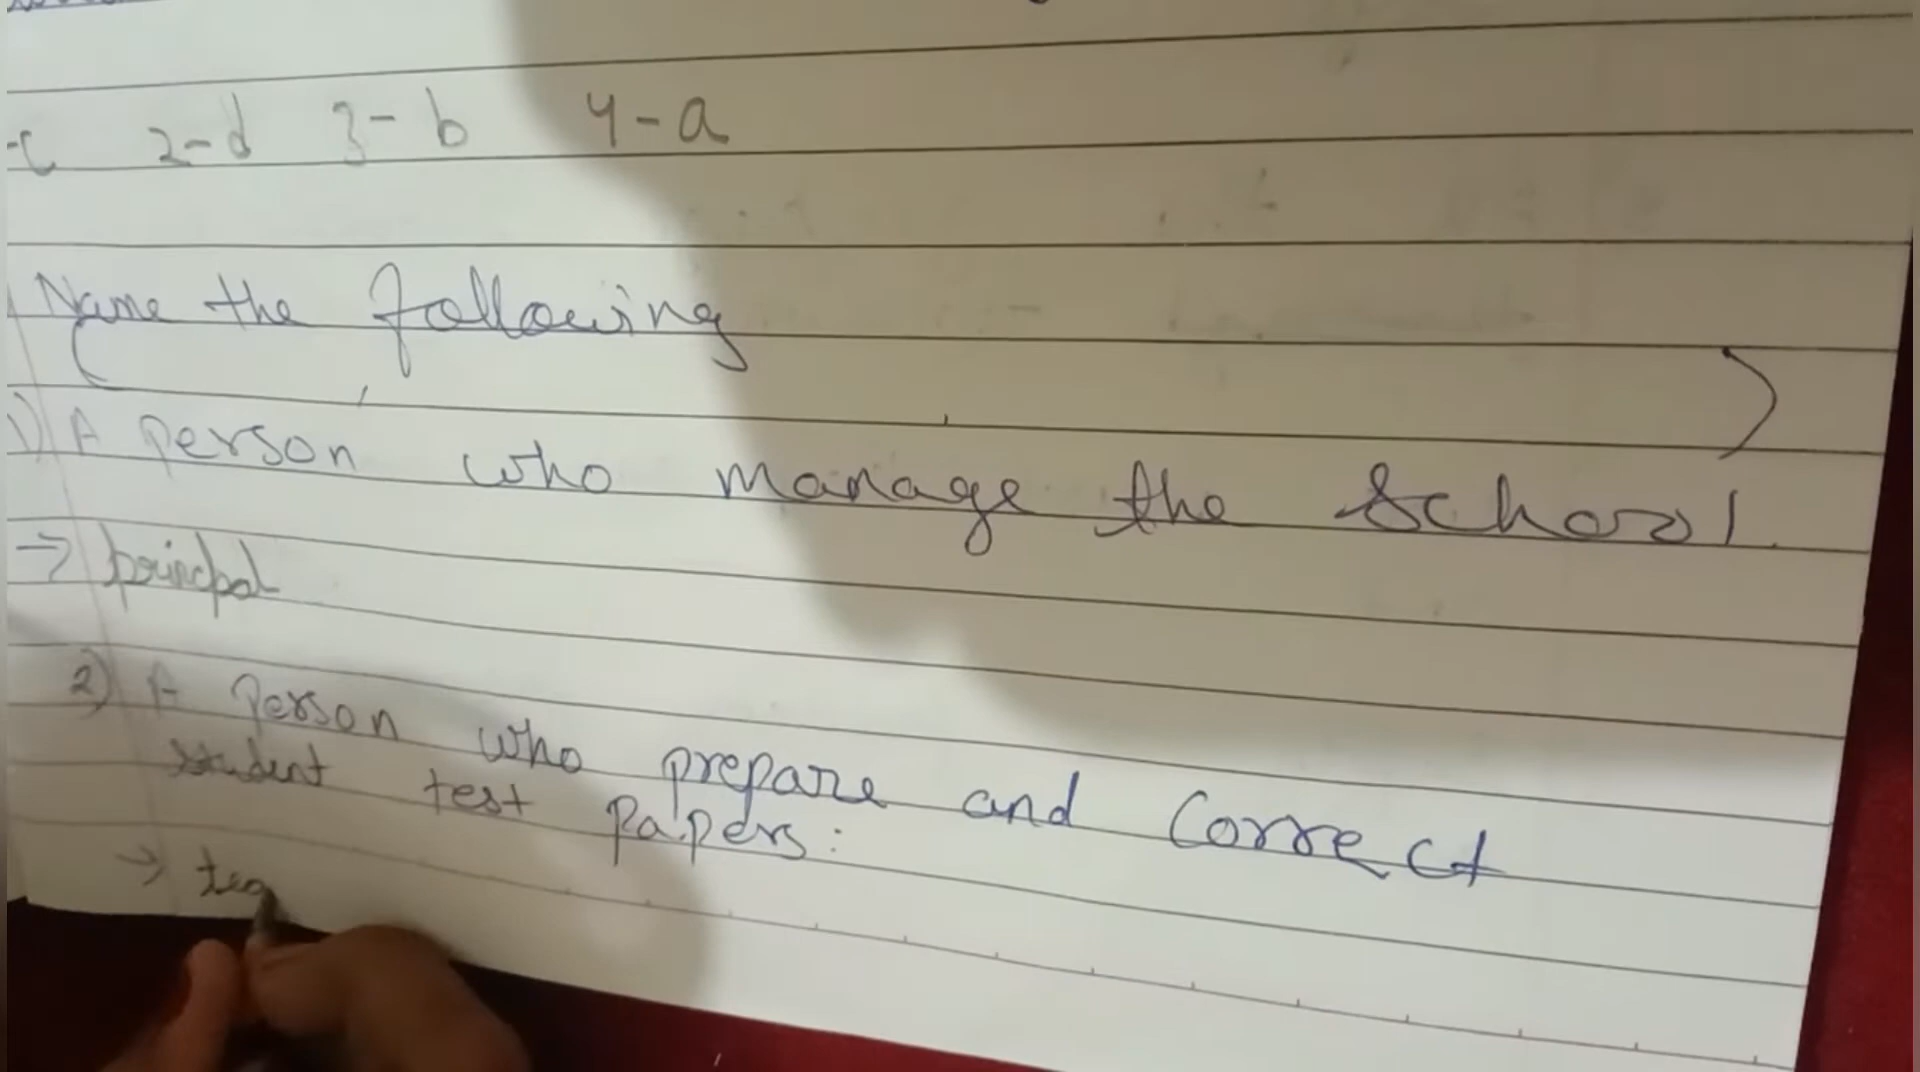 -c 2-d 3-b 4-a
Name the following
1) A person who manage the School.
→ principal
2) A Person who prepare and Correct
student test Papers:
→ tea